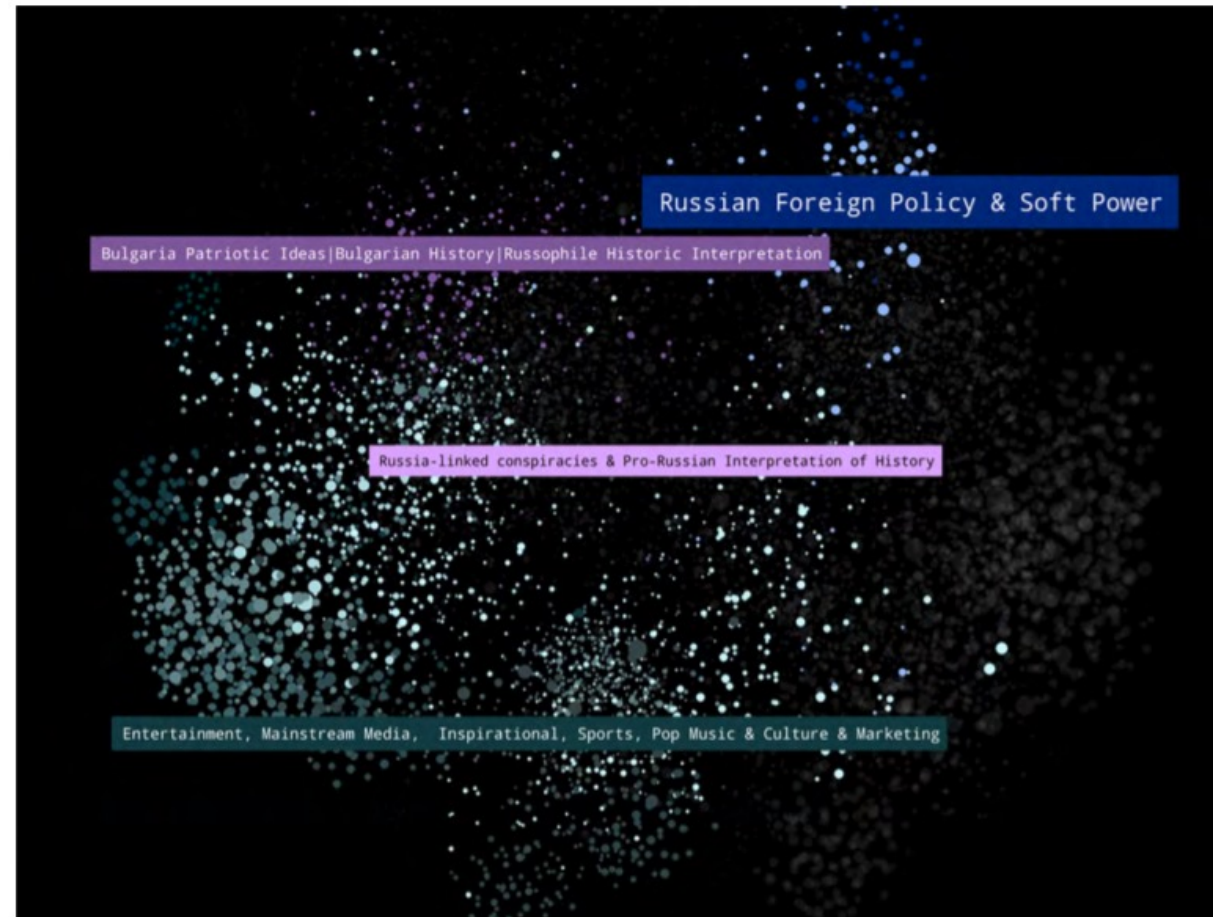 Russian Foreign Policy & Soft Power
Bulgaria Patriotic Ideas|Bulgarian History|Russophile Historic Interpretation
Russia-linked conspiracies & Pro-Russian Interpretation of History
Entertainment, Mainstream Media,  Inspirational, Sports, Pop Music & Culture & Marketing